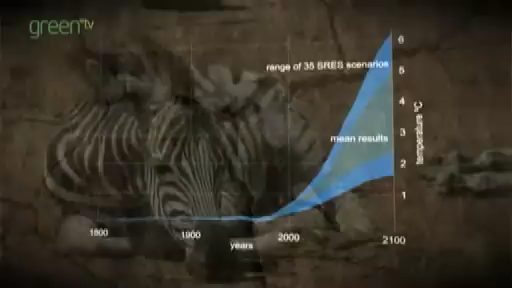 green tv
range of 35 SRES scenarios
mean results
6
5
4
3
2
1
temperature °C
1800
1900
2000
2100
years